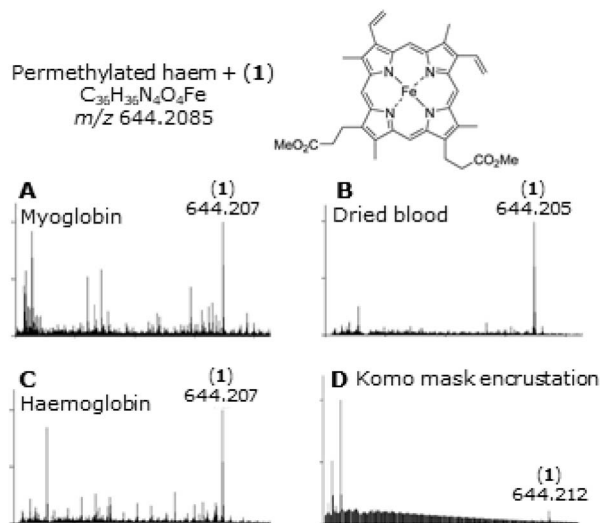 Permethylated haem + (1)
C36H36N4O4Fe
m/z 644.2085
N
N
Fe
N
N
MeO2C
CO2Me
A
Myoglobin
(1)
644.207
B
Dried blood
(1)
644.205
C
Haemoglobin
(1)
644.207
D Komo mask encrustation
(1)
644.212